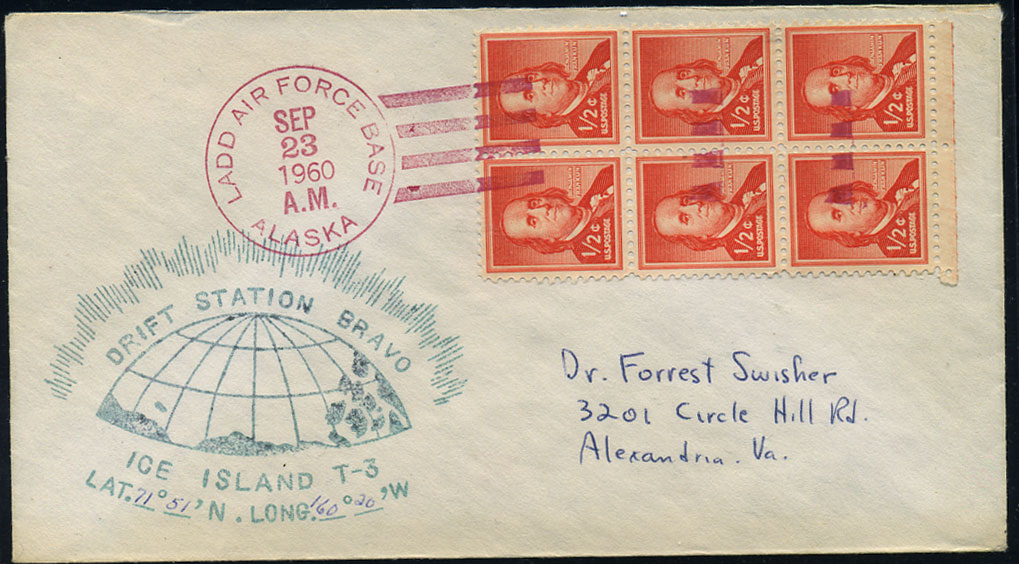 LADD AIR FORCE BASE
SEP
23
1960
A.M.
ALASKA
1/2 ¢
U.S.POSTAGE
1/2 ¢
U.S.POSTAGE
1/2 ¢
U.S.POSTAGE
1/2 ¢
U.S.POSTAGE
1/2 ¢
U.S.POSTAGE
1/2 ¢
U.S.POSTAGE
DRIFT STATION BRAVO
ICE ISLAND T-3
LAT. 71° 51' N. LONG. 160° 20' W
Dr. Forrest Swisher
3201 Circle Hill Rd.
Alexandria. Va.